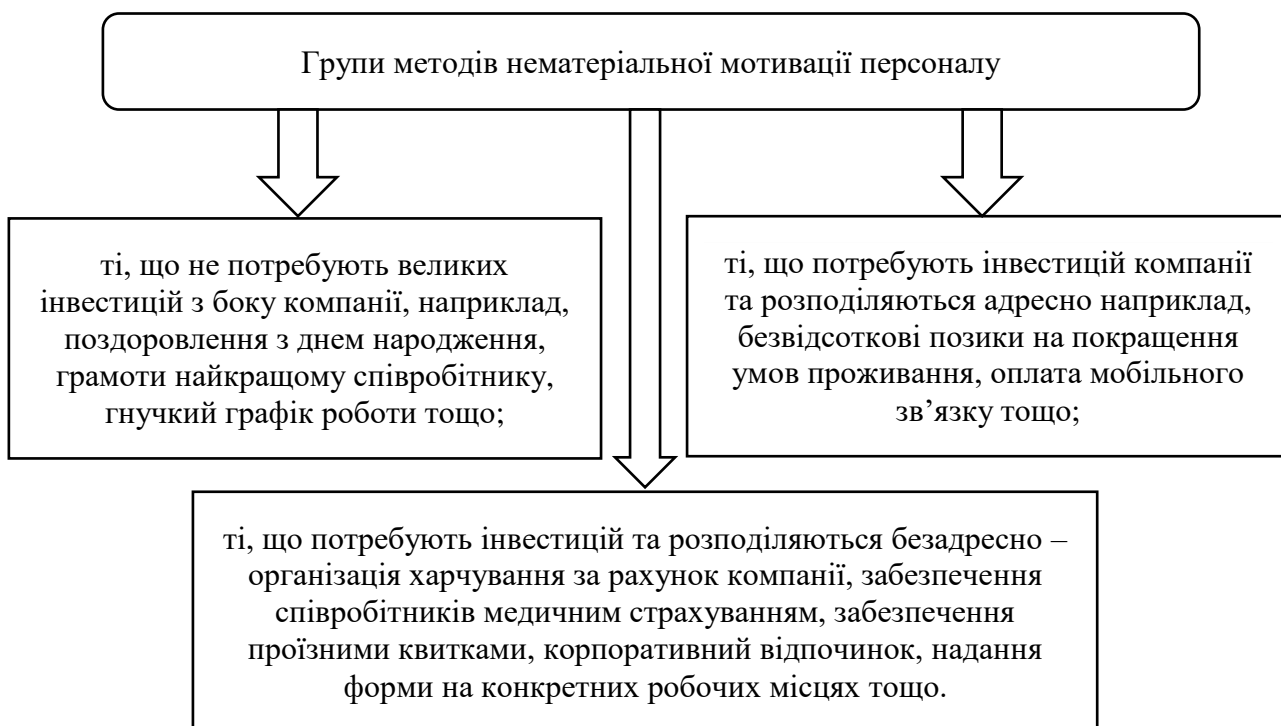 Групи методів нематеріальної мотивації персоналу
ті, що не потребують великих
інвестицій з боку компанії, наприклад,
поздоровлення з днем народження,
грамоти найкращому співробітнику,
гнучкий графік роботи тощо;
ті, що потребують інвестицій компанії
та розподіляються адресно наприклад,
безвідсоткові позики на покращення
умов проживання, оплата мобільного
зв’язку тощо;
ті, що потребують інвестицій та розподіляються безадресно –
організація харчування за рахунок компанії, забезпечення
співробітників медичним страхуванням, забезпечення
проїзними квитками, корпоративний відпочинок, надання
форми на конкретних робочих місцях тощо.